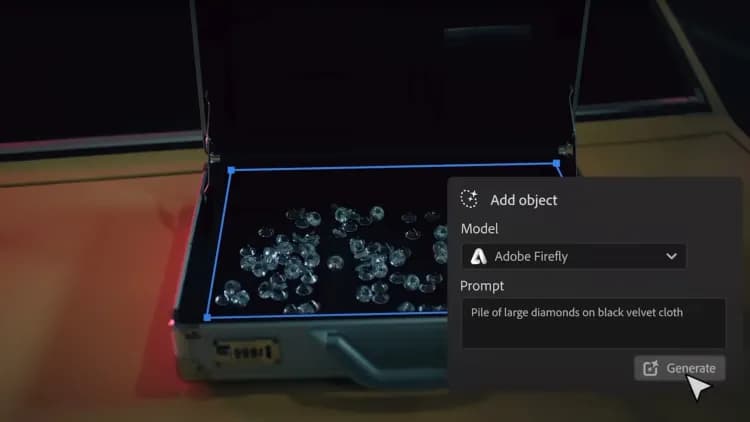 Add object
Model
Adobe Firefly
Prompt
Pile of large diamonds on black velvet cloth
Generate